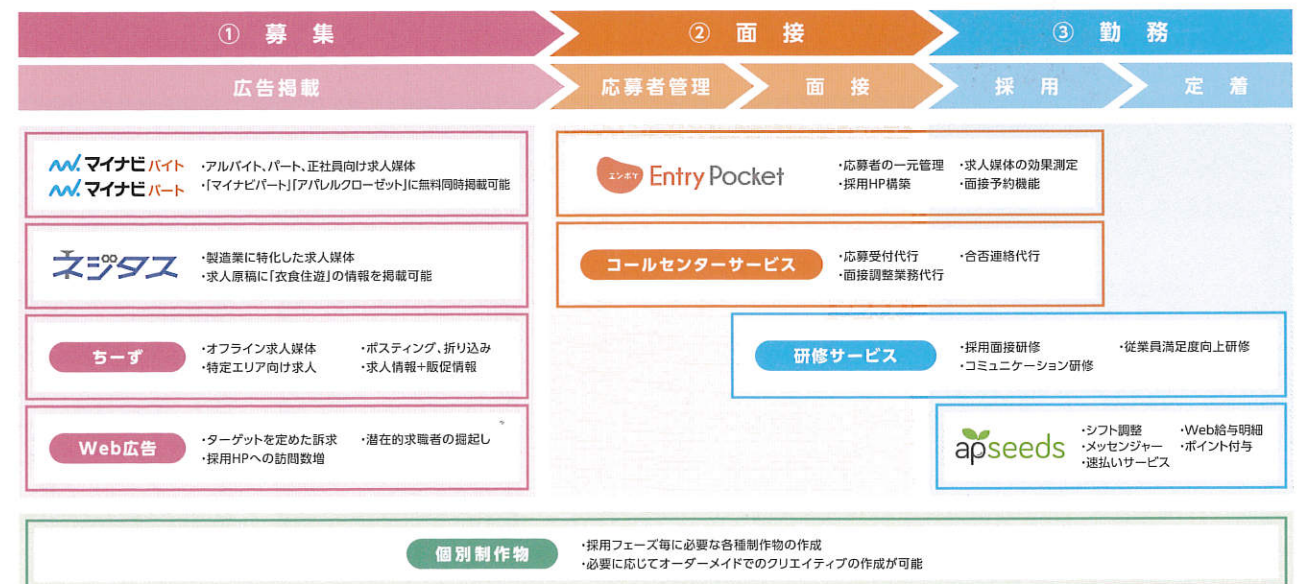 ① 募集
② 面接
③ 勤務
広告掲載
応募者管理
面接
採用
定着
マイナビバイト
マイナビパート
・アルバイト、パート、正社員向け求人媒体
・「マイナビパート」「アパレルクローゼット」に無料同時掲載可能
ネジタス
・製造業に特化した求人媒体
・求人原稿に「衣食住遊」の情報を掲載可能
ちーず
・オフライン求人媒体
・特定エリア向け求人
・ポスティング、折り込み
・求人情報+販促情報
Web広告
・ターゲットを定めた訴求
・採用HPへの訪問数増
・潜在的求職者の掘起し
エンポケ
Entry Pocket
・応募者の一元管理
・採用HP構築
・求人媒体の効果測定
・面接予約機能
コールセンターサービス
・応募受付代行
・面接調整業務代行
・合否連絡代行
研修サービス
・採用面接研修
・コミュニケーション研修
・従業員満足度向上研修
apseeds
・シフト調整
・メッセンジャー
・速払いサービス
・Web給与明細
・ポイント付与
個別制作物
・採用フェーズ毎に必要な各種制作物の作成
・必要に応じてオーダーメイドでのクリエイティブの作成が可能